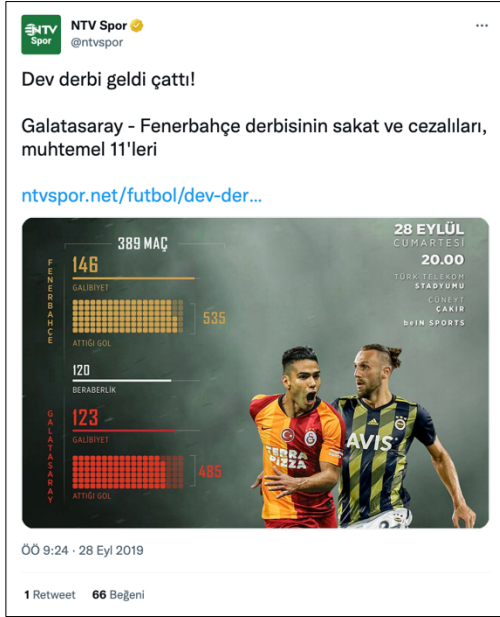 NTV Spor
@ntvspor
NTV
Spor
Dev derbi geldi çattı!
Galatasaray - Fenerbahçe derbisinin sakat ve cezalıları,
muhtemel 11'leri
ntvspor.net/futbol/dev-der...
28 EYLÜL
CUMARTESİ
20.00
TÜRK TELEKOM
STADYUMU
CÜNEYT
ÇAKIR
beIN SPORTS
389 MAÇ
FENERBAHÇE
146
GALİBİYET
535
ATTIĞI GOL
120
BERABERLİK
GALATASARAY
123
GALİBİYET
485
ATTIĞI GOL
TERRA
PIZZA
AVIS
ÖÖ 9:24 · 28 Eyl 2019
1 Retweet 66 Beğeni